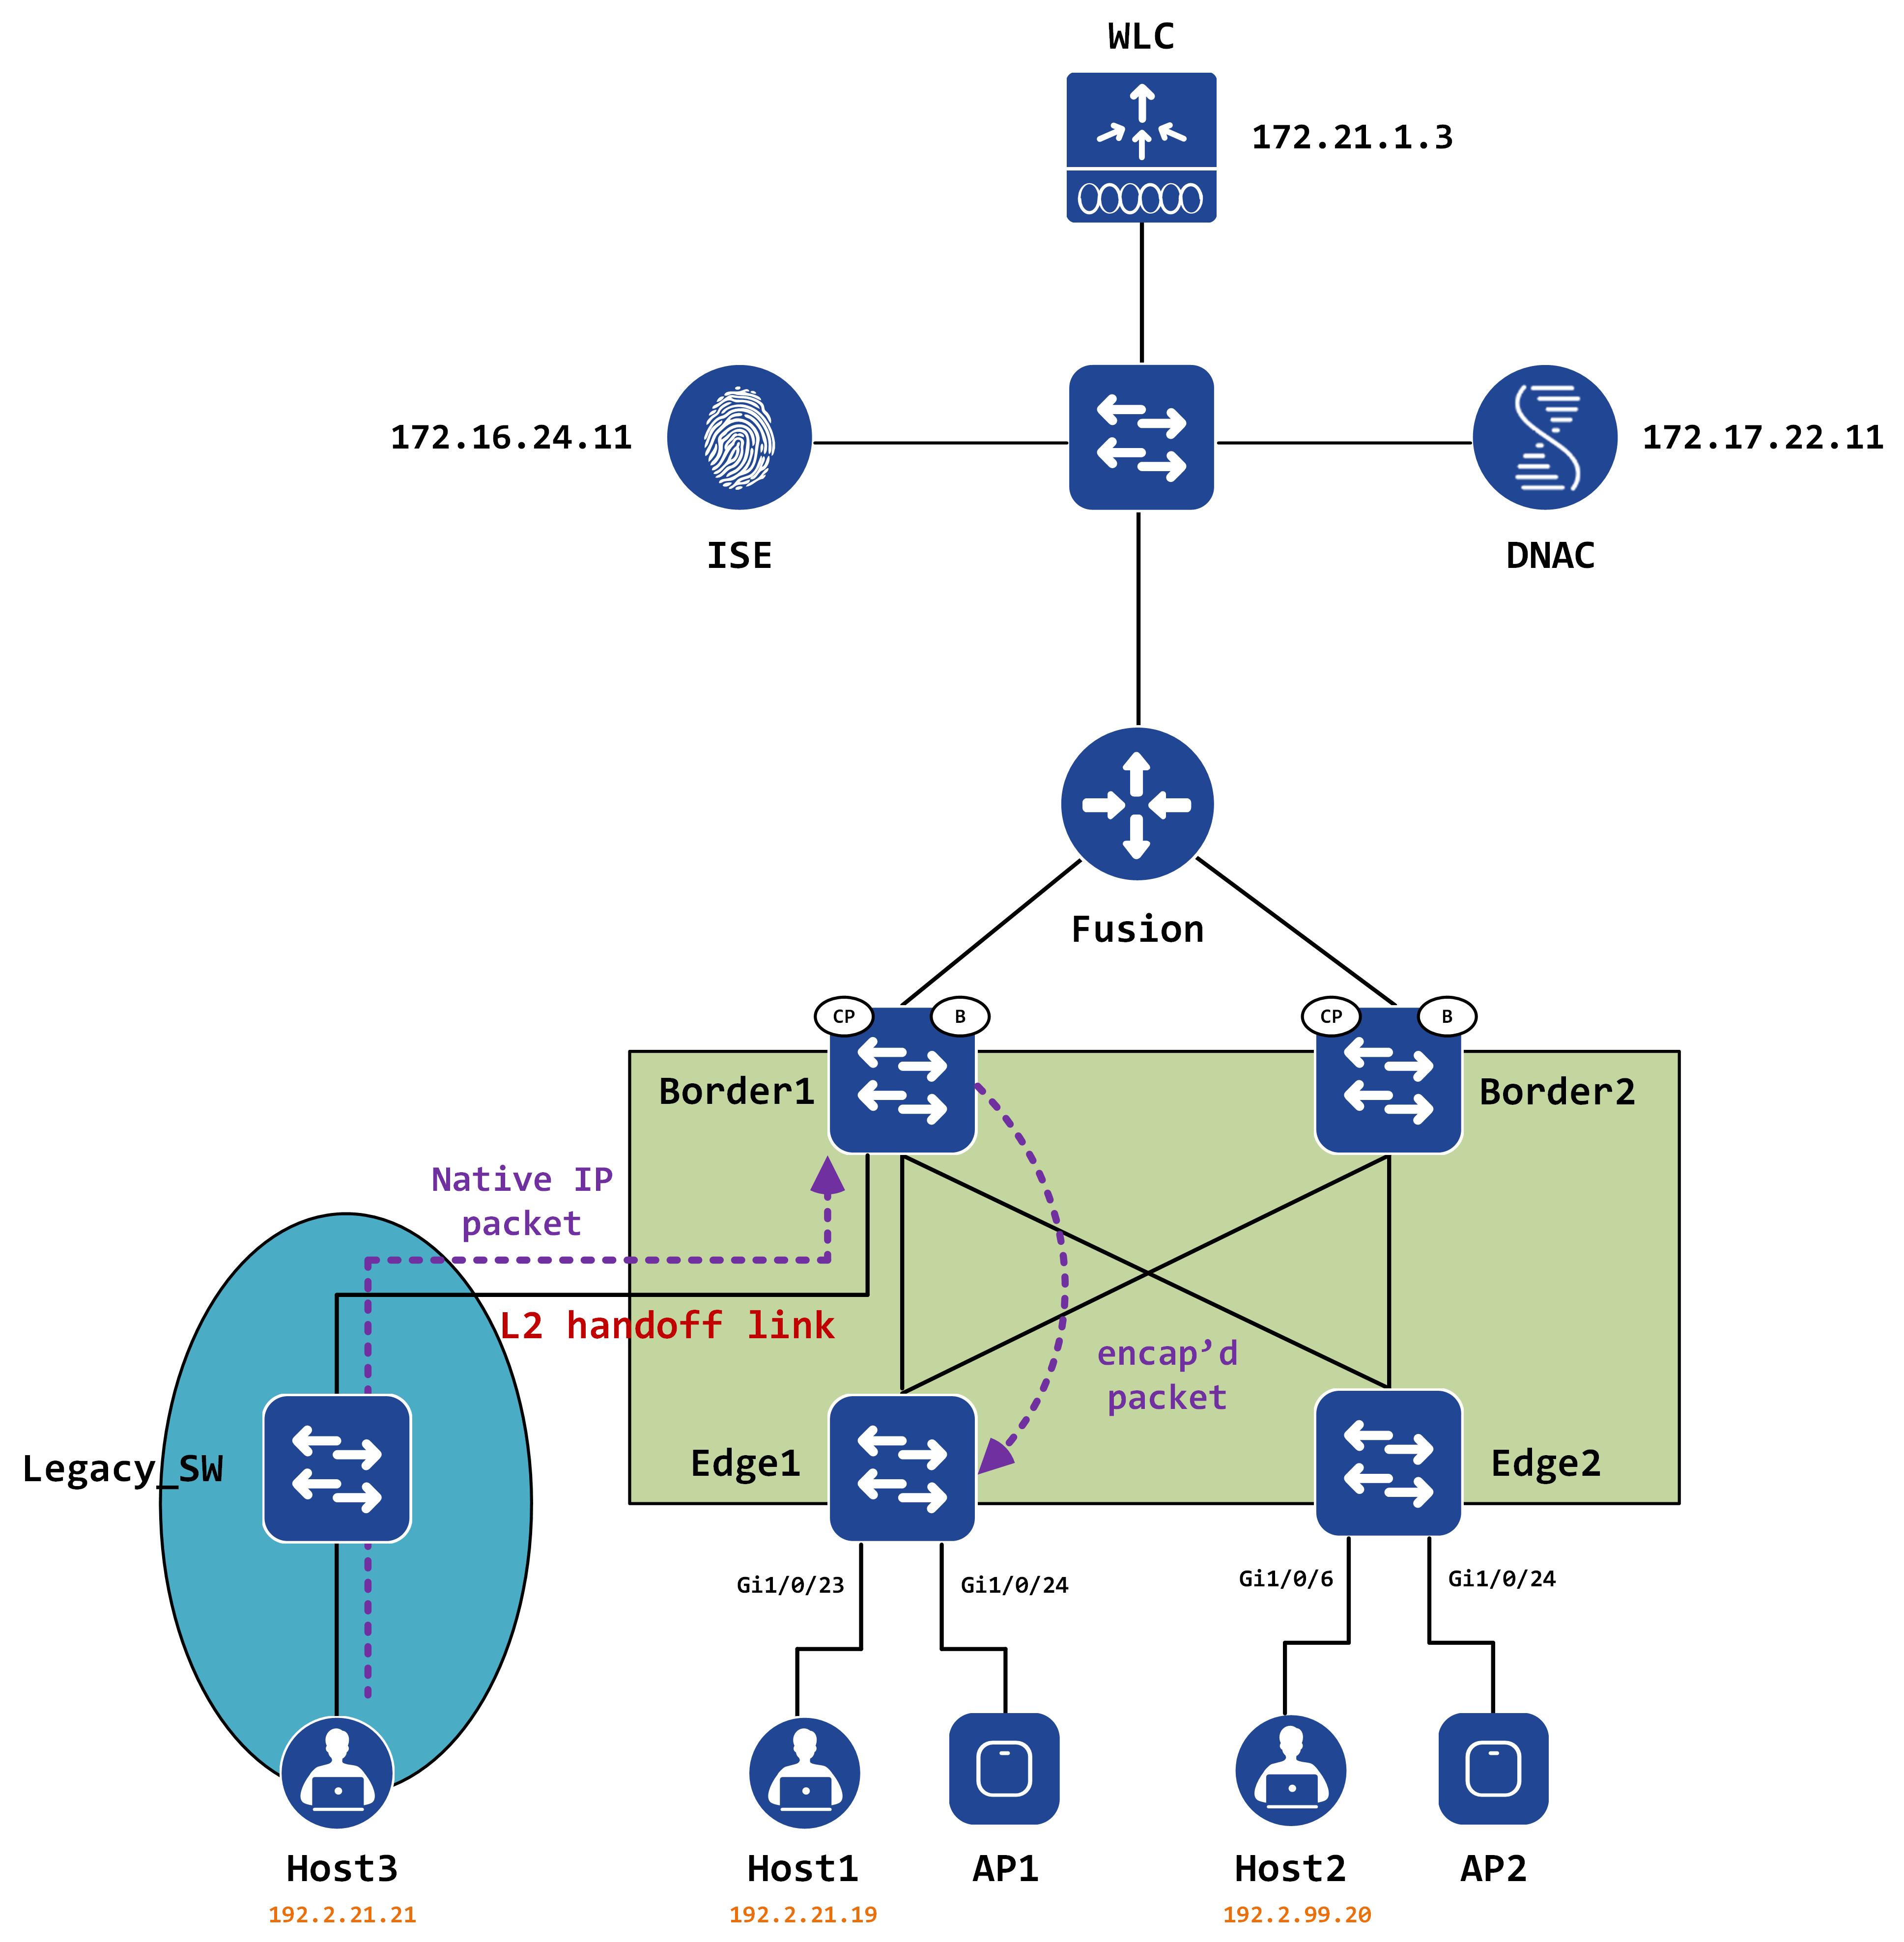 WLC
172.21.1.3
172.16.24.11
172.17.22.11
ISE
DNAC
Fusion
CP
B
CP
B
Border1
Border2
Native IP
packet
L2 handoff link
encap’d
packet
Legacy_SW
Edge1
Edge2
Gi1/0/23
Gi1/0/24
Gi1/0/6
Gi1/0/24
Host3
Host1
AP1
Host2
AP2
192.2.21.21
192.2.21.19
192.2.99.20